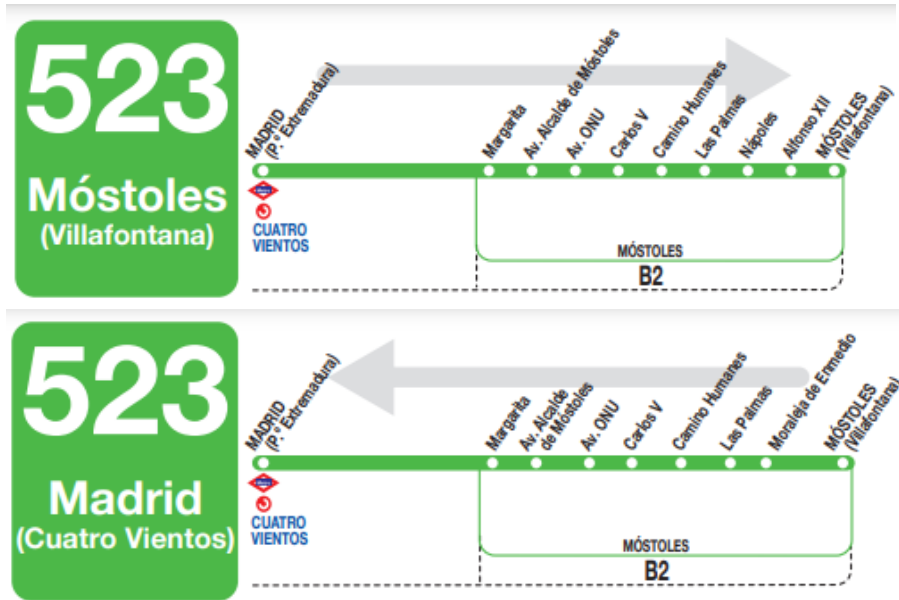 523
Móstoles
(Villafontana)
MADRID
(P.º Extremadura)
Margarita
Av. Alcalde de Móstoles
Av. ONU
Carlos V
Camino Humanes
Las Palmas
Nápoles
Alfonso XII
MÓSTOLES
(Villafontana)
CUATRO
VIENTOS
MÓSTOLES
B2
523
Madrid
(Cuatro Vientos)
MADRID
(P.º Extremadura)
Margarita
Av. Alcalde
de Móstoles
Av. ONU
Carlos V
Camino Humanes
Las Palmas
Moraleja de Enmedio
MÓSTOLES
(Villafontana)
CUATRO
VIENTOS
MÓSTOLES
B2